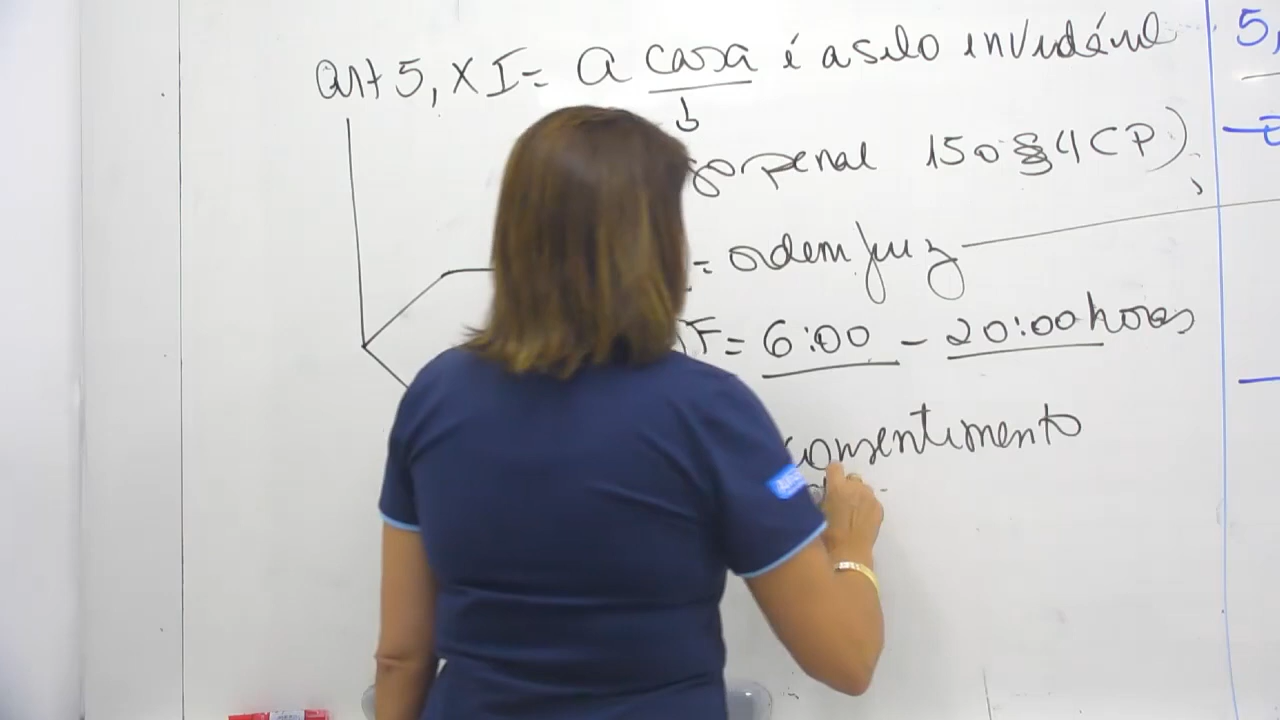 art 5, XI = a casa é asilo inviolável
penal 150 § 4 CP)
= ordem juiz
F = 6:00 - 20:00 horas
consentimento
5,